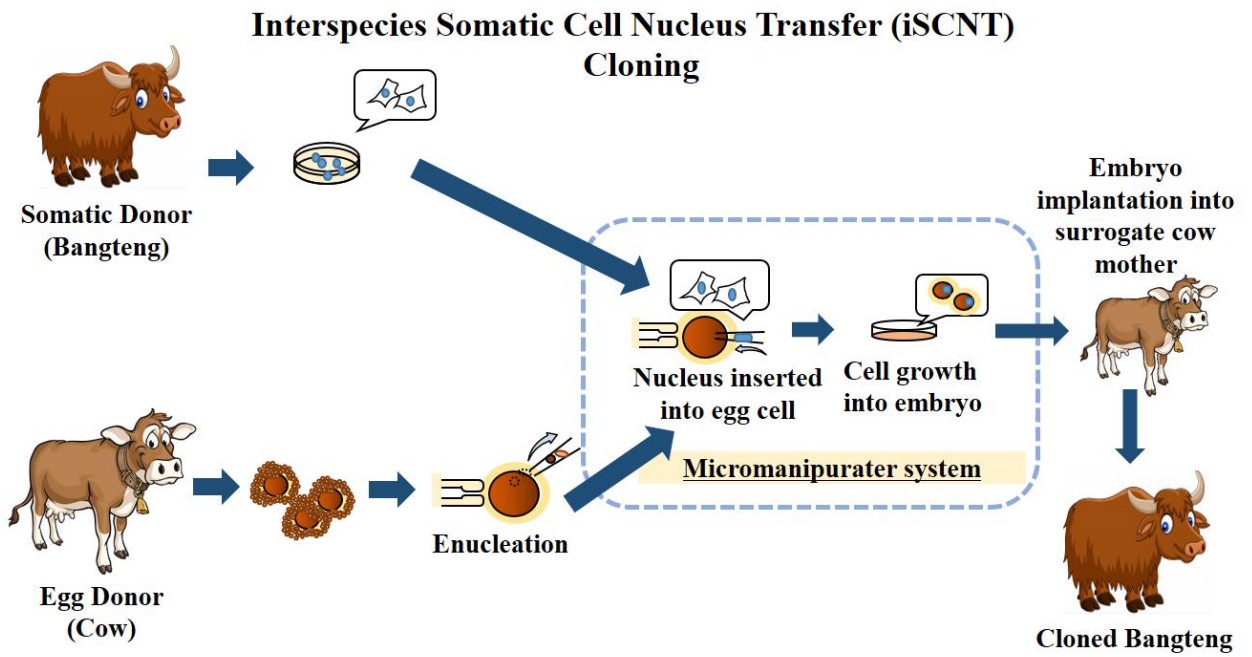 Interspecies Somatic Cell Nucleus Transfer (iSCNT)
Cloning
Somatic Donor
(Bangteng)
Embryo
implantation into
surrogate cow
mother
Nucleus inserted
into egg cell
Cell growth
into embryo
Micromanipurater system
Enucleation
Egg Donor
(Cow)
Cloned Bangteng